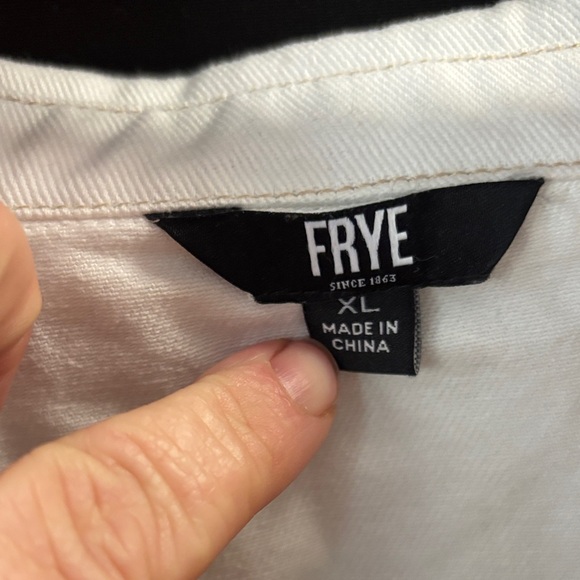 FRYE
SINCE 1863
XL
MADE IN
CHINA